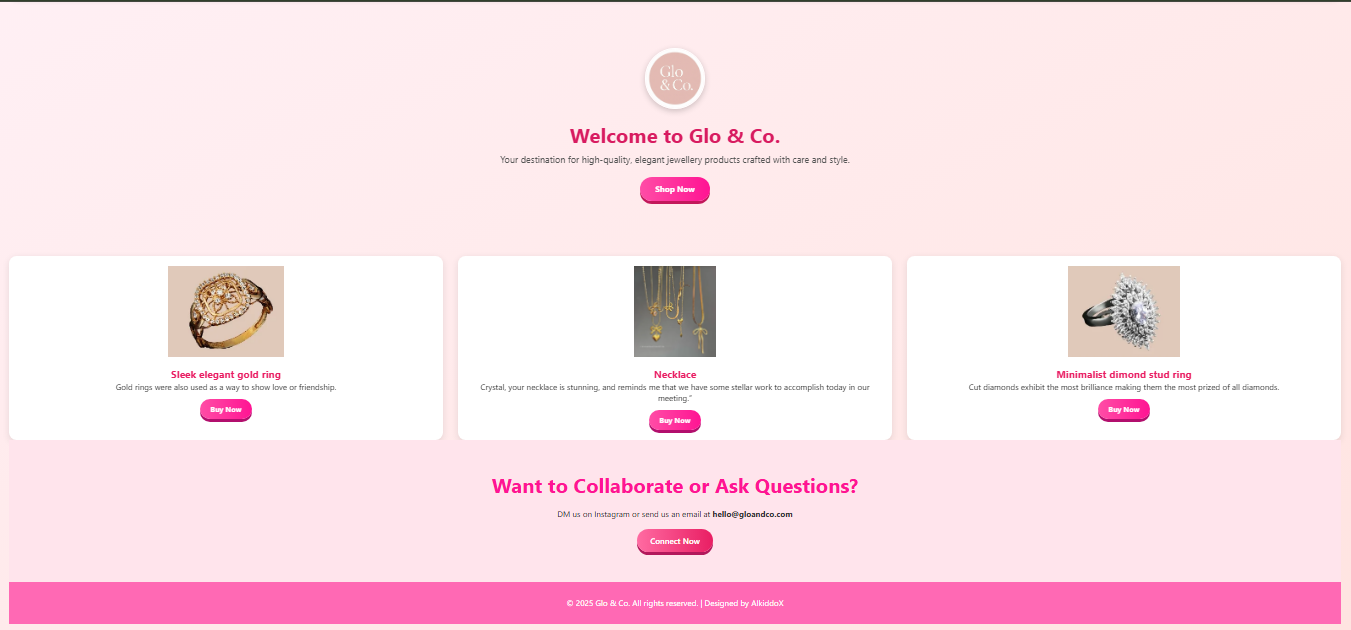 Glo
& Co.
Welcome to Glo & Co.
Your destination for high-quality, elegant jewellery products crafted with care and style.
Shop Now
Sleek elegant gold ring
Gold rings were also used as a way to show love or friendship.
Buy Now
Necklace
Crystal, your necklace is stunning, and reminds me that we have some stellar work to accomplish today in our
meeting."
Buy Now
Minimalist dimond stud ring
Cut diamonds exhibit the most brilliance making them the most prized of all diamonds.
Buy Now
Want to Collaborate or Ask Questions?
DM us on Instagram or send us an email at hello@gloandco.com
Connect Now
© 2025 Glo & Co. All rights reserved. | Designed by AlkiddoX